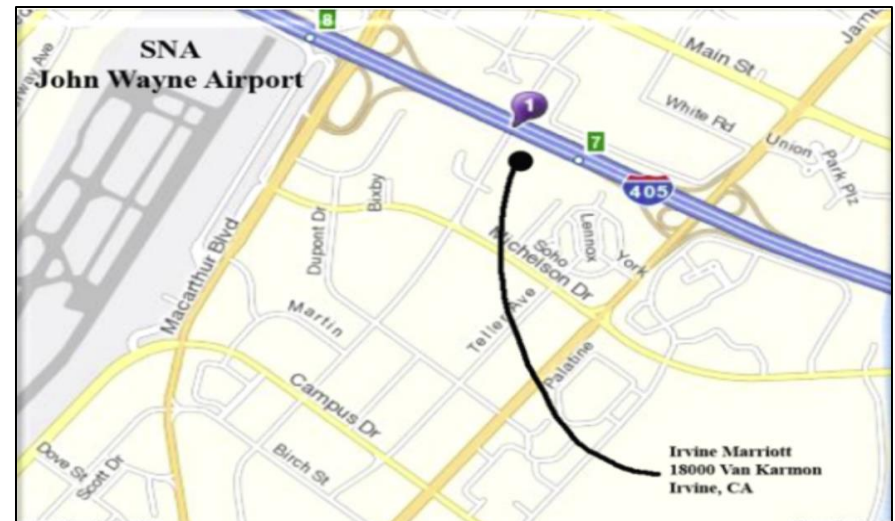 8
SNA
John Wayne Airport
Main St
1
White Rd
7
Union
Park Plz
405
Bixby
Dupont Dr
Lennox
Soho
York
Michelson Dr
Macarthur Blvd
Martin
Teller Ave
Palatine
Campus Dr
Irvine Marriott
18000 Van Karmon
Irvine, CA
Birch St
Dove St
Scott Dr